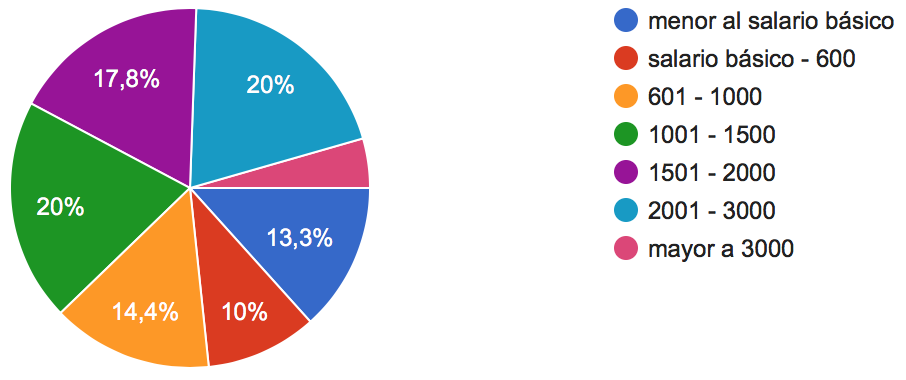 17,8%
20%
20%
13,3%
14,4%
10%
menor al salario básico
salario básico - 600
601 - 1000
1001 - 1500
1501 - 2000
2001 - 3000
mayor a 3000